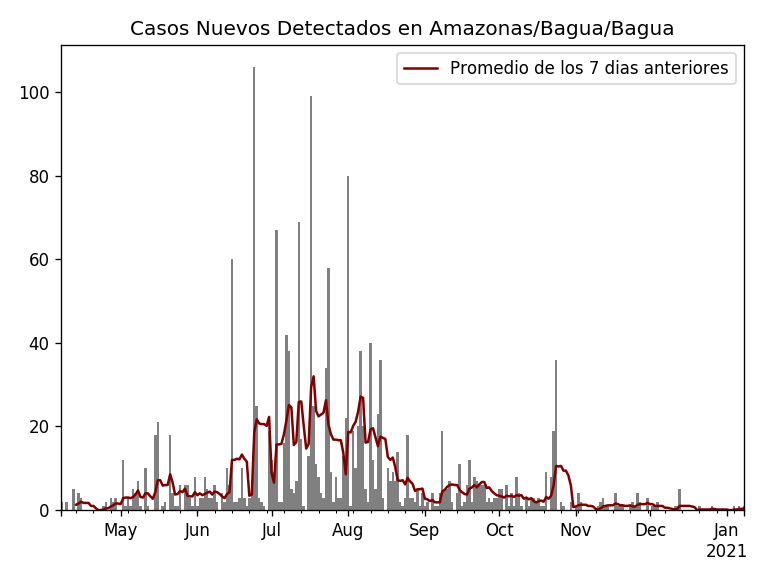 Casos Nuevos Detectados en Amazonas/Bagua/Bagua
Promedio de los 7 dias anteriores
100
80
60
40
20
0
May Jun Jul Aug Sep Oct Nov Dec Jan
2021